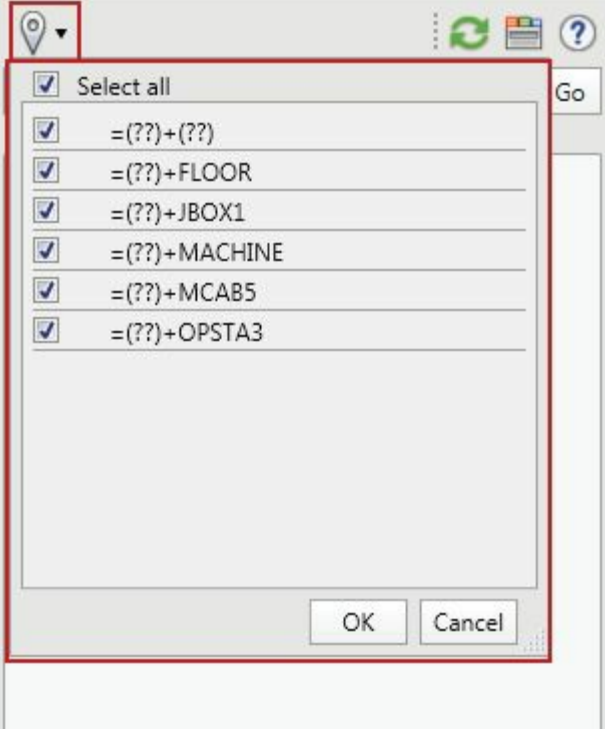 ?
Go
Select all
=(??)+(??)
=(??)+FLOOR
=(??)+JBOX1
=(??)+MACHINE
=(??)+MCAB5
=(??)+OPSTA3
OK Cancel